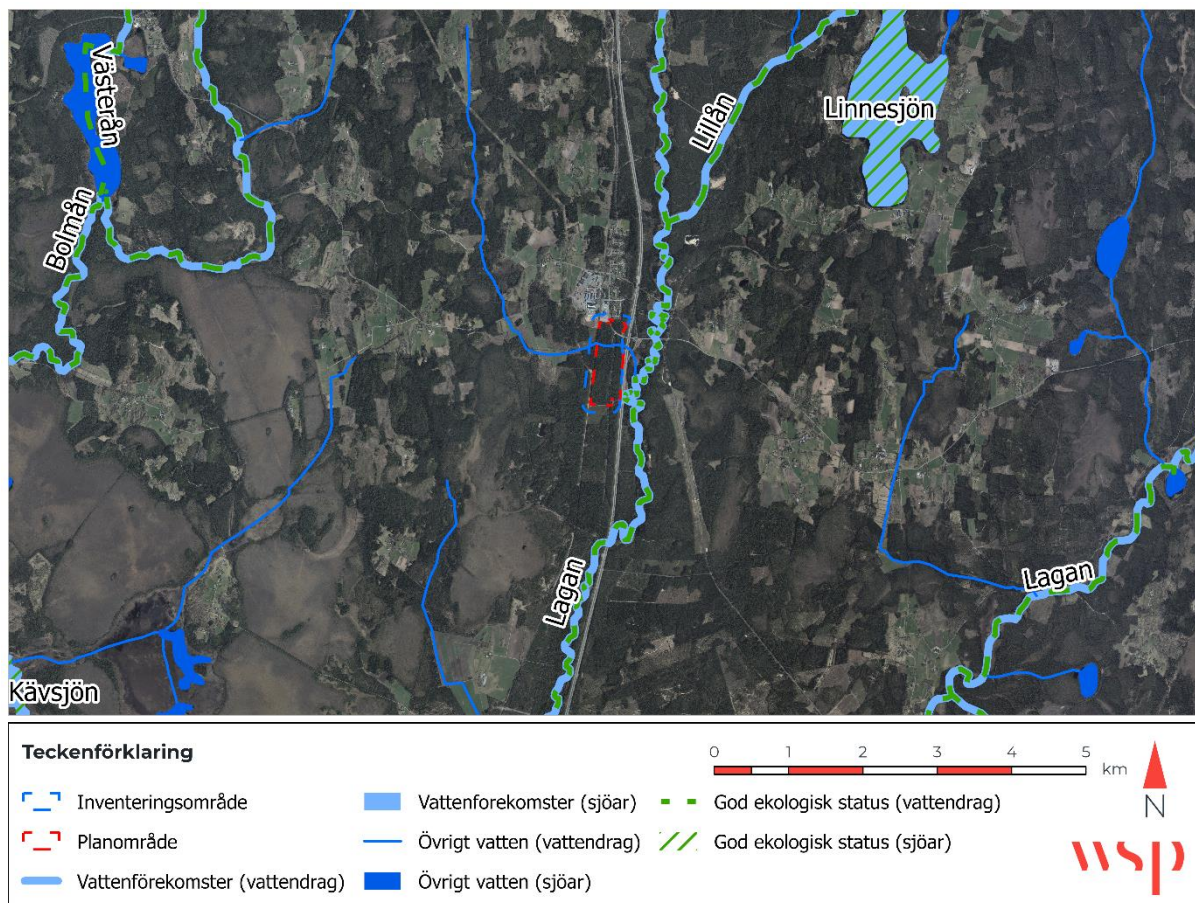 Västerån
Bolmån
Lillån
Linnesjön
Lagan
Lagan
Kävsjön
Teckenförklaring
Inventeringsområde
Planområde
Vattenförekomster (vattendrag)
Vattenforekomster (sjöar)
Övrigt vatten (vattendrag)
Övrigt vatten (sjöar)
God ekologisk status (vattendrag)
God ekologisk status (sjöar)
0 1 2 3 4 5 km
N
wsp